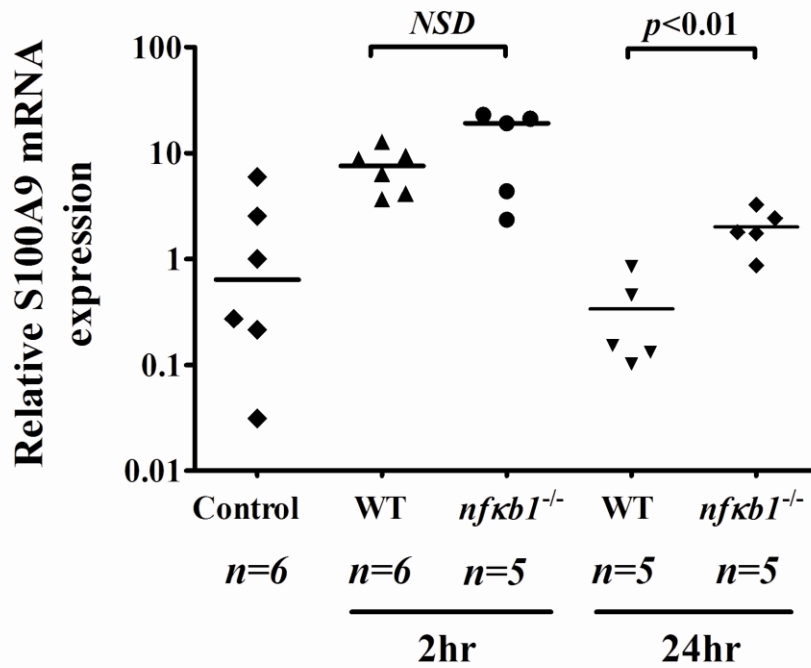 Relative S100A9 mRNA
expression
NSD
p<0.01
100
10
1
0.1
0.01
Control WT nfκb1-/- WT nfκb1-/-
n=6 n=6 n=5 n=5 n=5
2hr 24hr